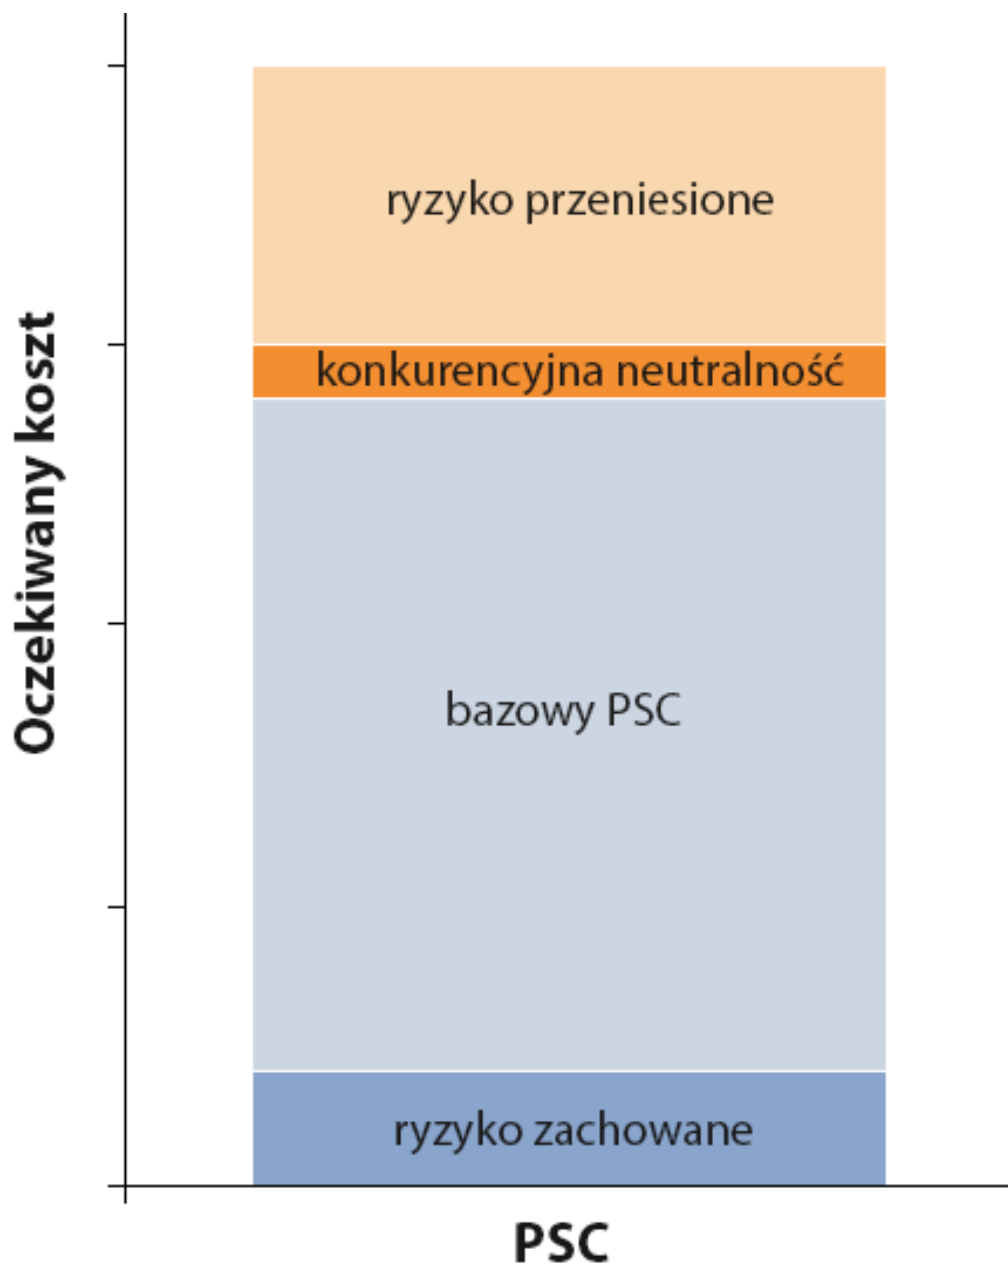 Oczekiwany koszt
ryzyko przeniesione
konkurencyjna neutralność
bazowy PSC
ryzyko zachowane
PSC